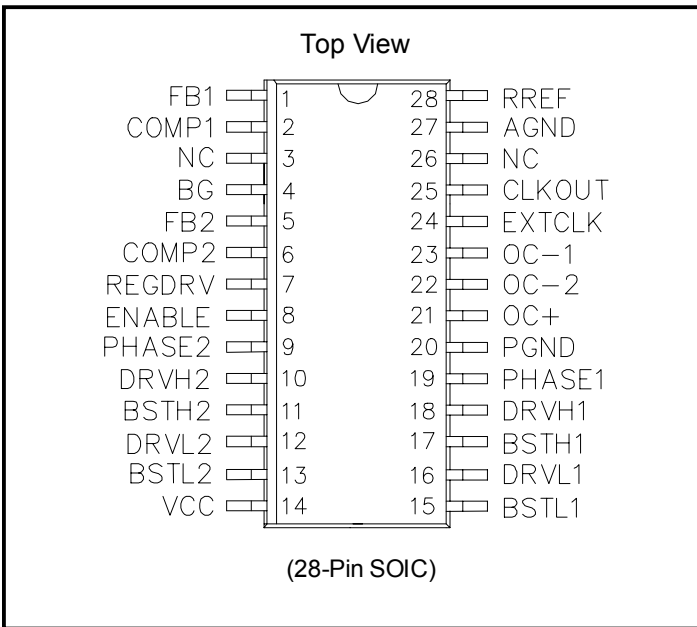 Top View
FB1 1 28 RREF
COMP1 2 27 AGND
NC 3 26 NC
BG 4 25 CLKOUT
FB2 5 24 EXTCLK
COMP2 6 23 OC-1
REGDRV 7 22 OC-2
ENABLE 8 21 OC+
PHASE2 9 20 PGND
DRVH2 10 19 PHASE1
BSTH2 11 18 DRVH1
DRVL2 12 17 BSTH1
BSTL2 13 16 DRVL1
VCC 14 15 BSTL1
(28-Pin SOIC)